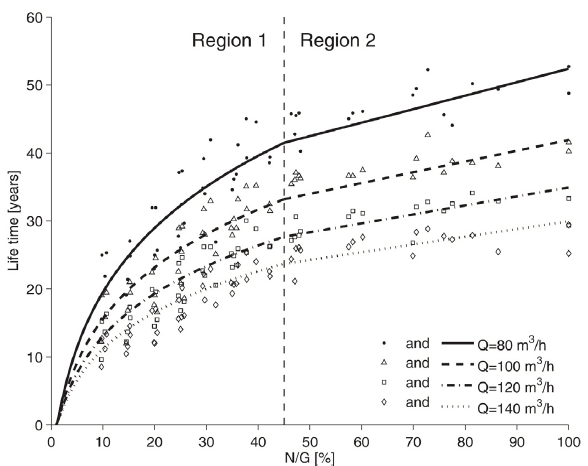 60
Region 1 Region 2
50
40
30
20
10
0
Life time [years]
and Q=80 m³/h
and Q=100 m³/h
and Q=120 m³/h
and Q=140 m³/h
0 10 20 30 40 50 60 70 80 90 100
N/G [%]